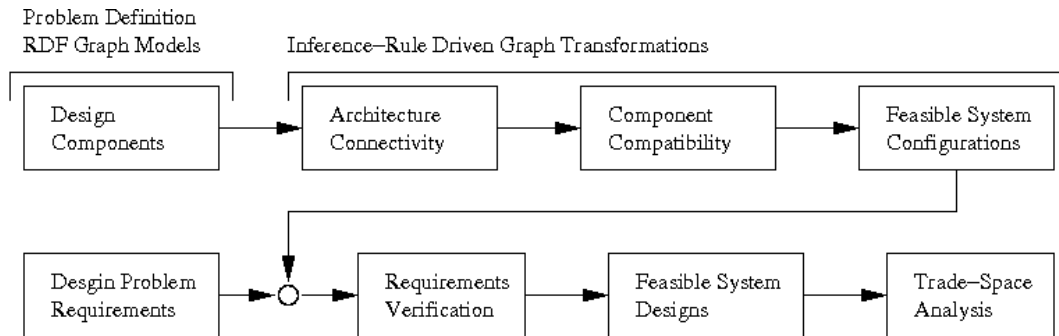 Problem Definition
RDF Graph Models
Inference–Rule Driven Graph Transformations
Design
Components
Architecture
Connectivity
Component
Compatibility
Feasible System
Configurations
Desgin Problem
Requirements
Requirements
Verification
Feasible System
Designs
Trade–Space
Analysis